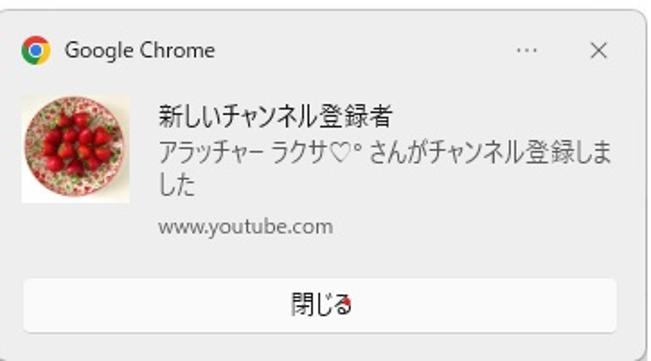 Google Chrome
新しいチャンネル登録者
アラッチャー ラクサ♡° さんがチャンネル登録しま
した
www.youtube.com
閉じる